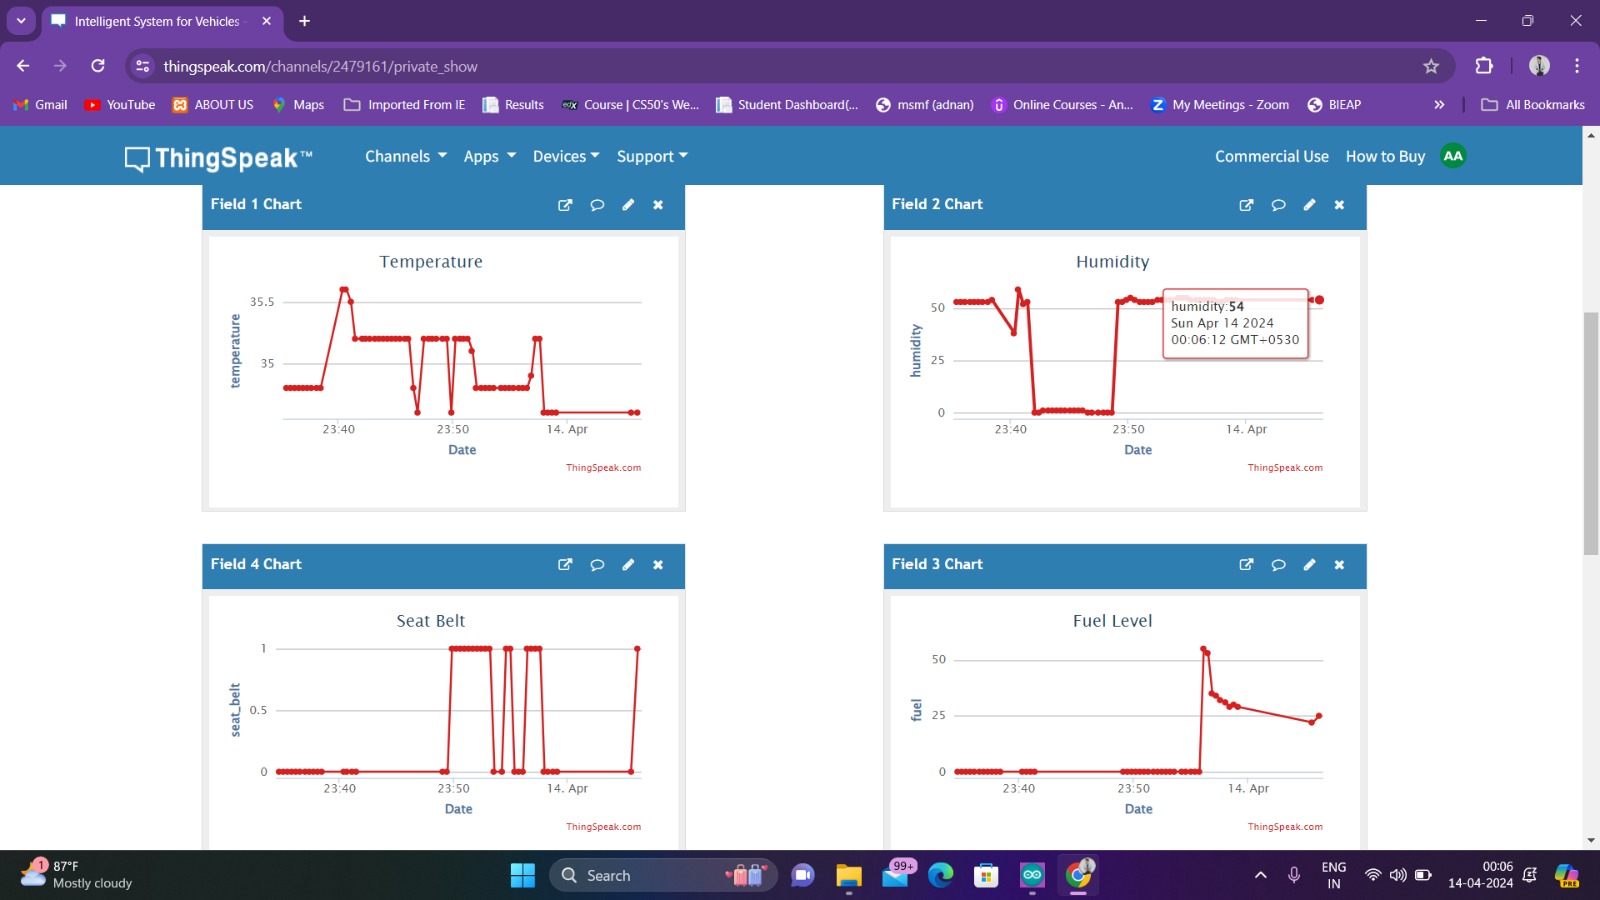 Intelligent System for Vehicles -
thingspeak.com/channels/2479161/private_show
Gmail YouTube ABOUT US Maps Imported From IE Results Course | CS50's We... Student Dashboard(... msmf (adnan) Online Courses - An... My Meetings - Zoom BIEAP » All Bookmarks
ThingSpeak™ Channels Apps Devices Support Commercial Use How to Buy AA
Field 1 Chart
Temperature
35.5
35
temperature
23:40 23:50 14. Apr
Date
ThingSpeak.com
Field 2 Chart
Humidity
50
25
0
humidity
humidity:54
Sun Apr 14 2024
00:06:12 GMT+0530
23:40 23:50 14. Apr
Date
ThingSpeak.com
Field 4 Chart
Seat Belt
1
0.5
0
seat_belt
23:40 23:50 14. Apr
Date
ThingSpeak.com
Field 3 Chart
Fuel Level
50
25
0
fuel
23:40 23:50 14. Apr
Date
ThingSpeak.com
1
87°F
Mostly cloudy
Search
99+
ENG
IN
00:06
14-04-2024
PRE